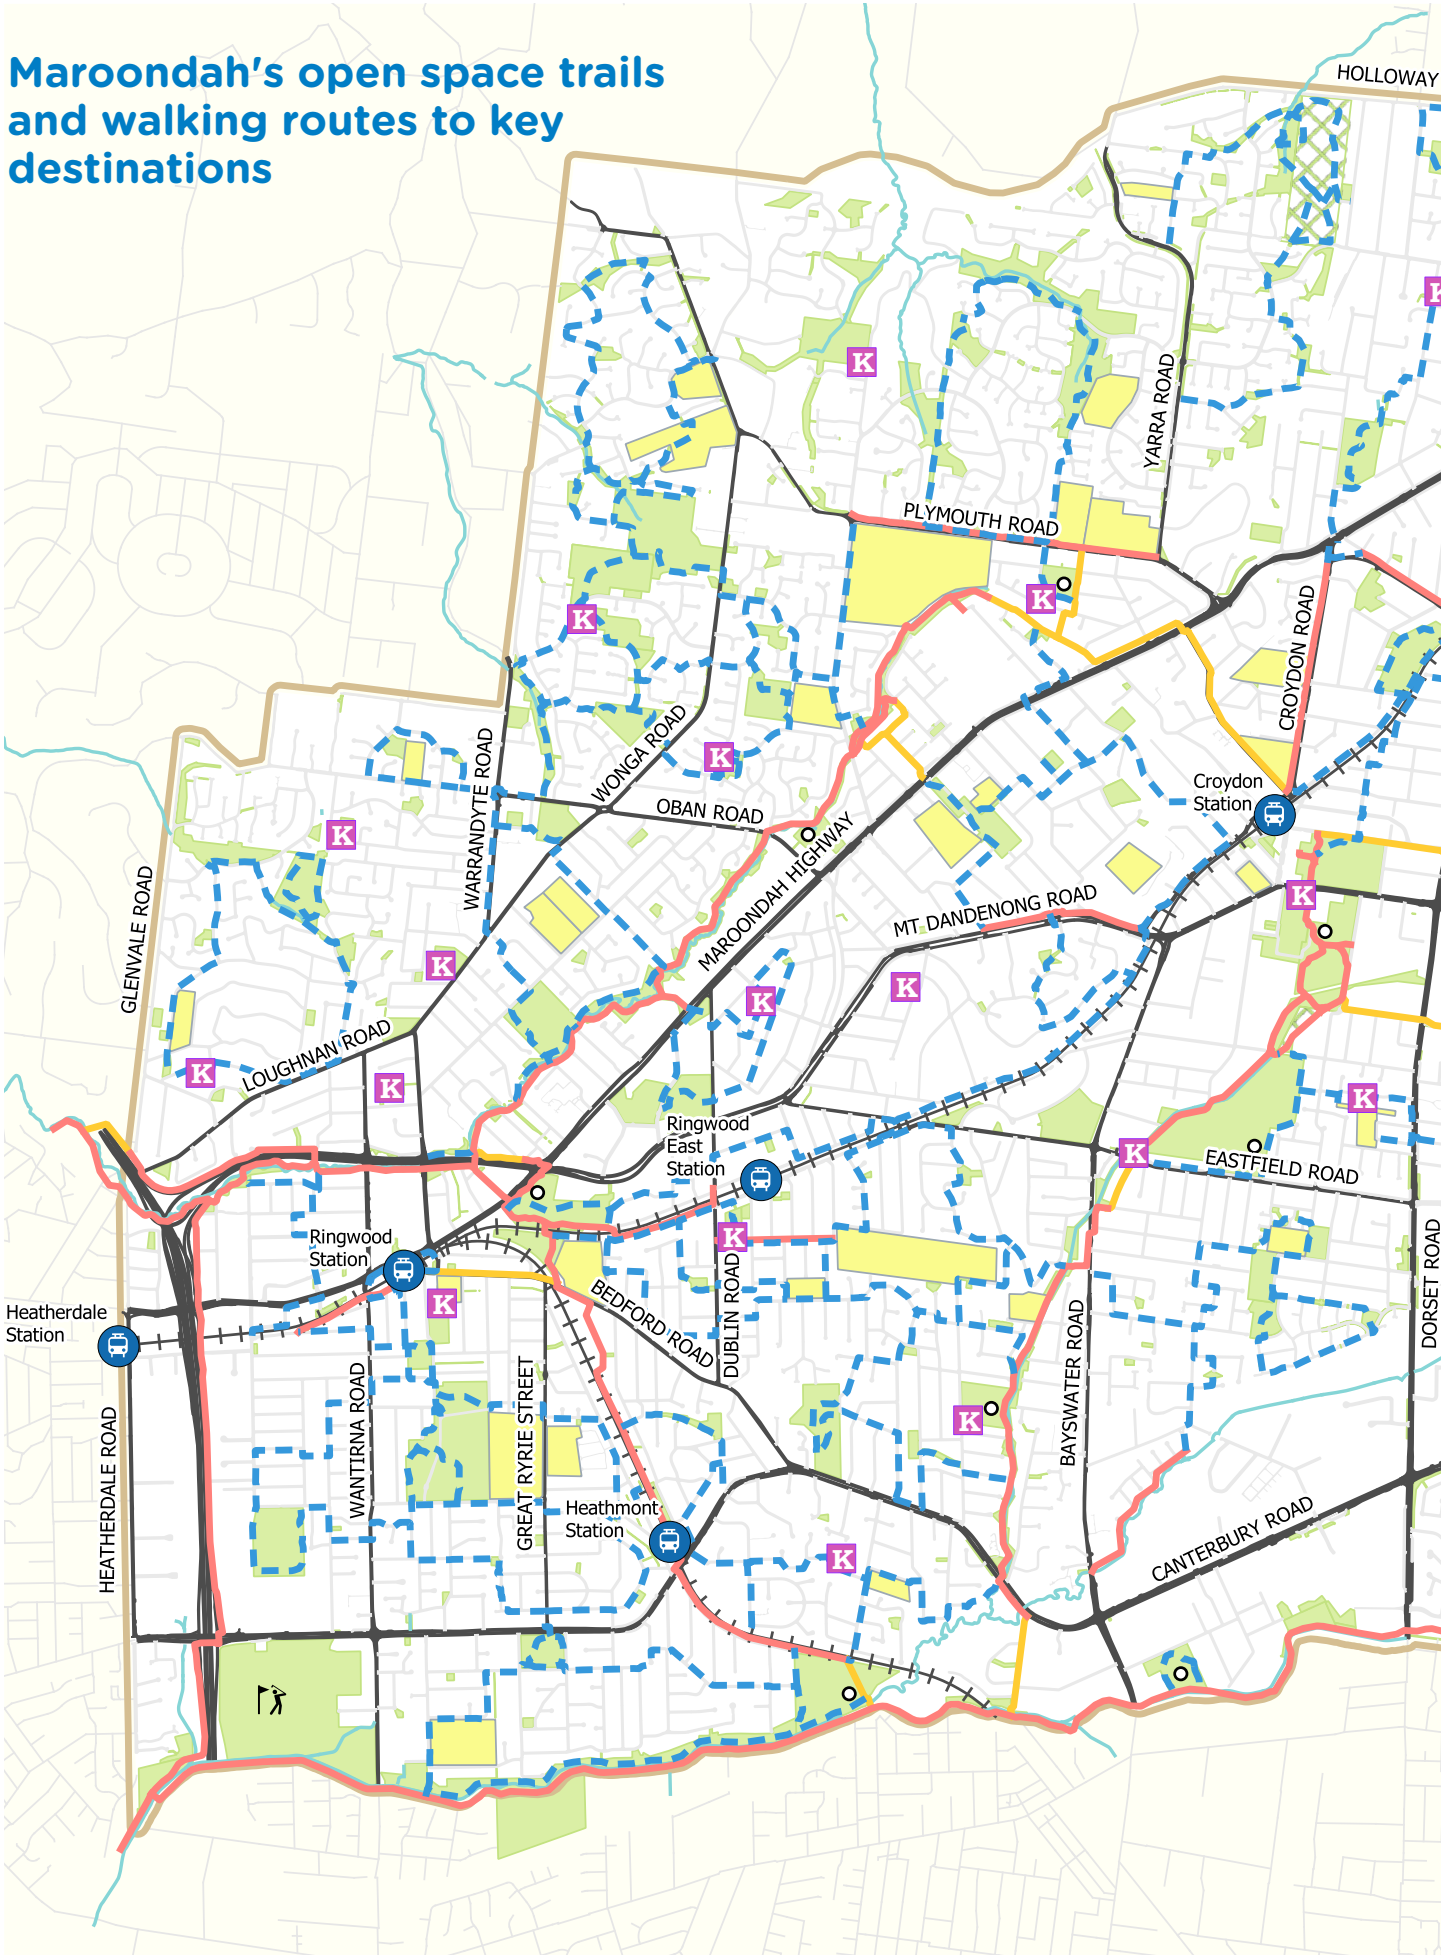 Maroondah's open space trails
and walking routes to key
destinations
HOLLOWAY
K
K
YARRA ROAD
PLYMOUTH ROAD
K
K
CROYDON ROAD
WARRANDYTE ROAD
WONGA ROAD
K
Croydon
Station
OBAN ROAD
K
MAROONDAH HIGHWAY
GLENVALE ROAD
MT DANDENONG ROAD
K
K
K
K
LOUGHNAN ROAD
K
K
K
Ringwood
East
Station
K
EASTFIELD ROAD
Ringwood
Station
K
DORSET ROAD
Heatherdale
Station
K
BEDFORD ROAD
DUBLIN ROAD
BAYSWATER ROAD
HEATHERDALE ROAD
WANTIRNA ROAD
GREAT RYRIE STREET
K
Heathmont
Station
K
CANTERBURY ROAD